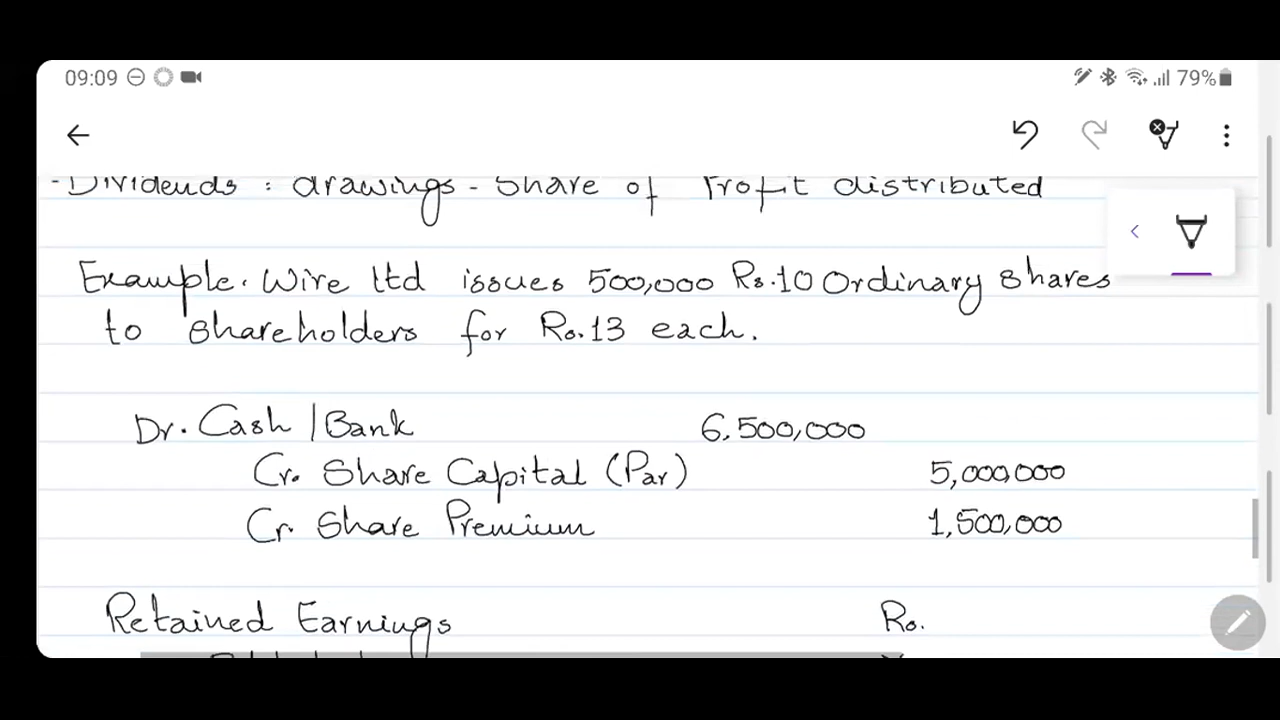 09:09 79%
- Dividends : drawings - Share of Profit distributed
Example. Wire ltd issues 500,000 Rs.10 Ordinary shares
to shareholders for Rs.13 each.
Dr. Cash / Bank 6,500,000
Cr. Share Capital (Par) 5,000,000
Cr. Share Premium 1,500,000
Retained Earnings Rs.